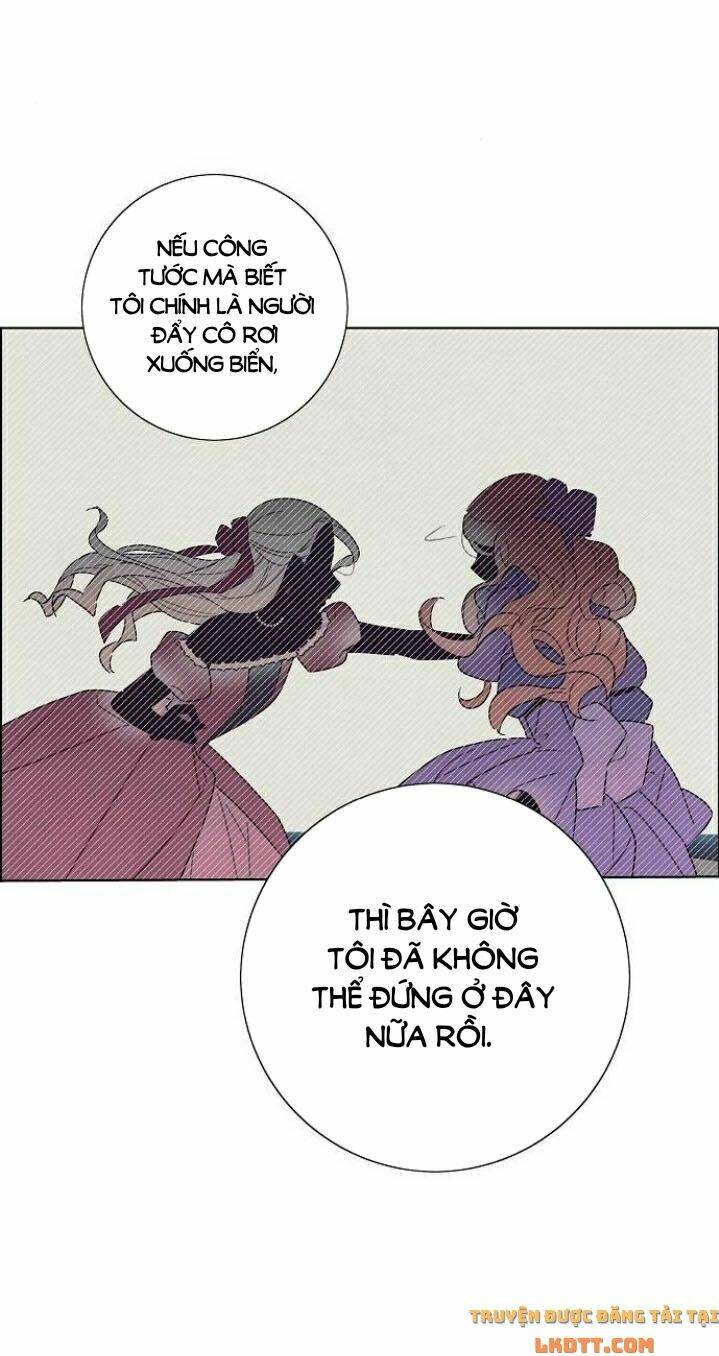 NẾU CÔNG
TƯỚC MÀ BIẾT
TÔI CHÍNH LÀ NGƯỜI
ĐẨY CÔ RƠI
XUỐNG BIỂN,
THÌ BÂY GIỜ
TÔI ĐÃ KHÔNG
THỂ ĐỨNG Ở ĐÂY
NỮA RỒI.
TRUYỆN ĐƯỢC ĐĂNG TẢI TẠI
LKDTT.COM